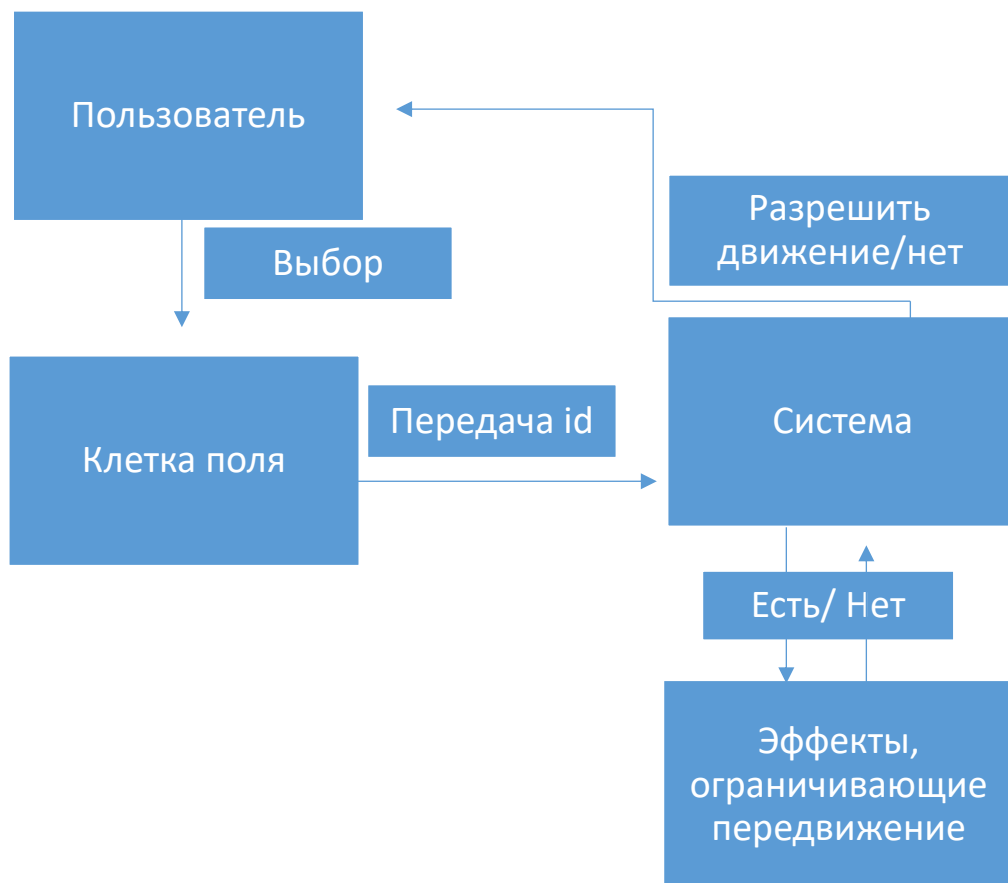 Пользователь
Выбор
Разрешить
движение/нет
Клетка поля
Передача id
Система
Есть/ Нет
Эффекты,
ограничивающие
передвижение